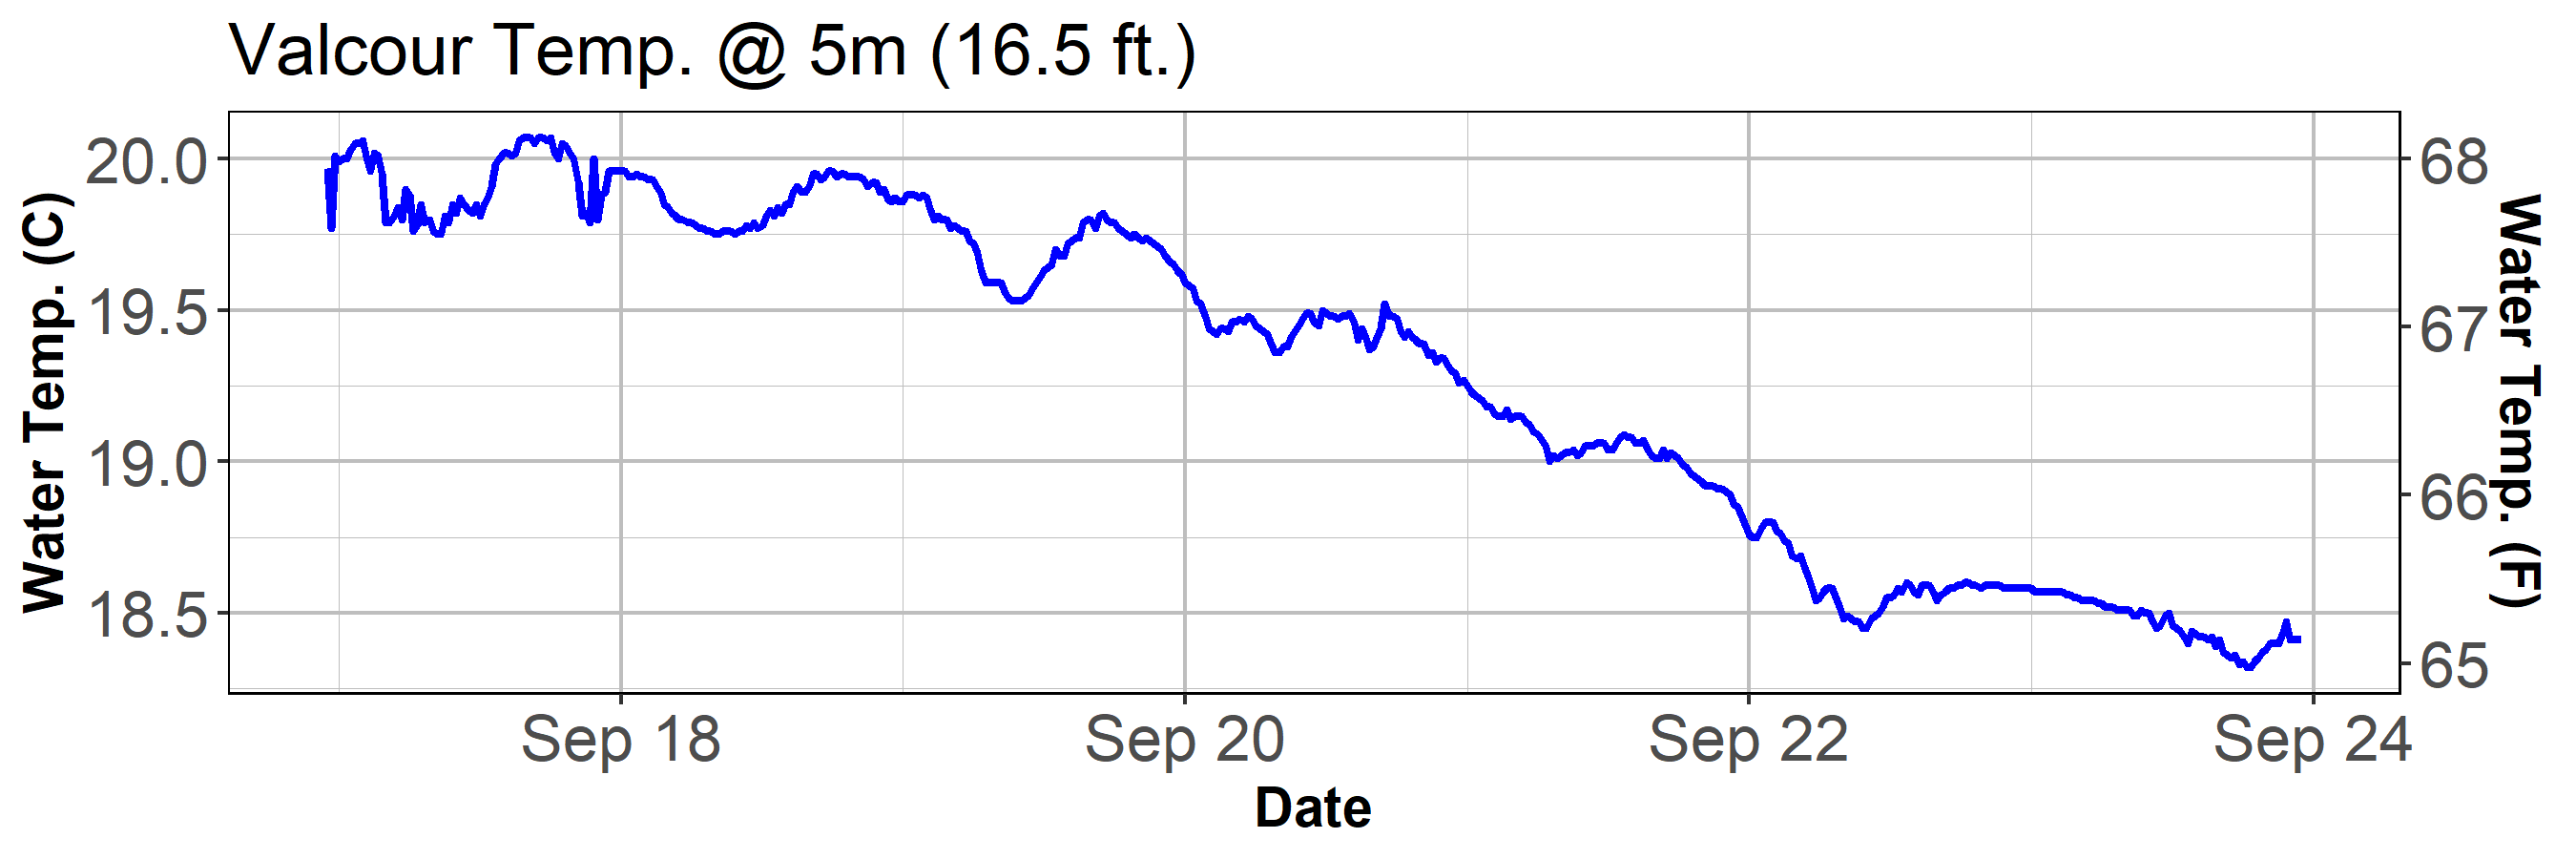 Valcour Temp. @ 5m (16.5 ft.)
Water Temp. (C)
20.0
19.5
19.0
18.5
68
67
66
65
Water Temp. (F)
Sep 18
Sep 20
Sep 22
Sep 24
Date